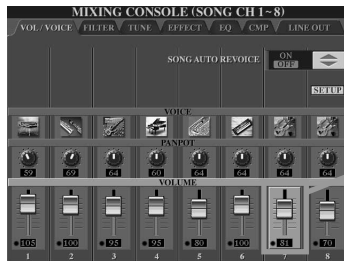 MIXING CONSOLE (SONG CH 1~8)
VOL/VOICE FILTER TUNE EFFECT EQ CMP LINE OUT
SONG AUTO REVOICE ON
OFF
SETUP
VOICE
PANPOT
59 69 64 60 64 64 64 64
VOLUME
105 100 95 95 80 100 81 70
1 2 3 4 5 6 7 8